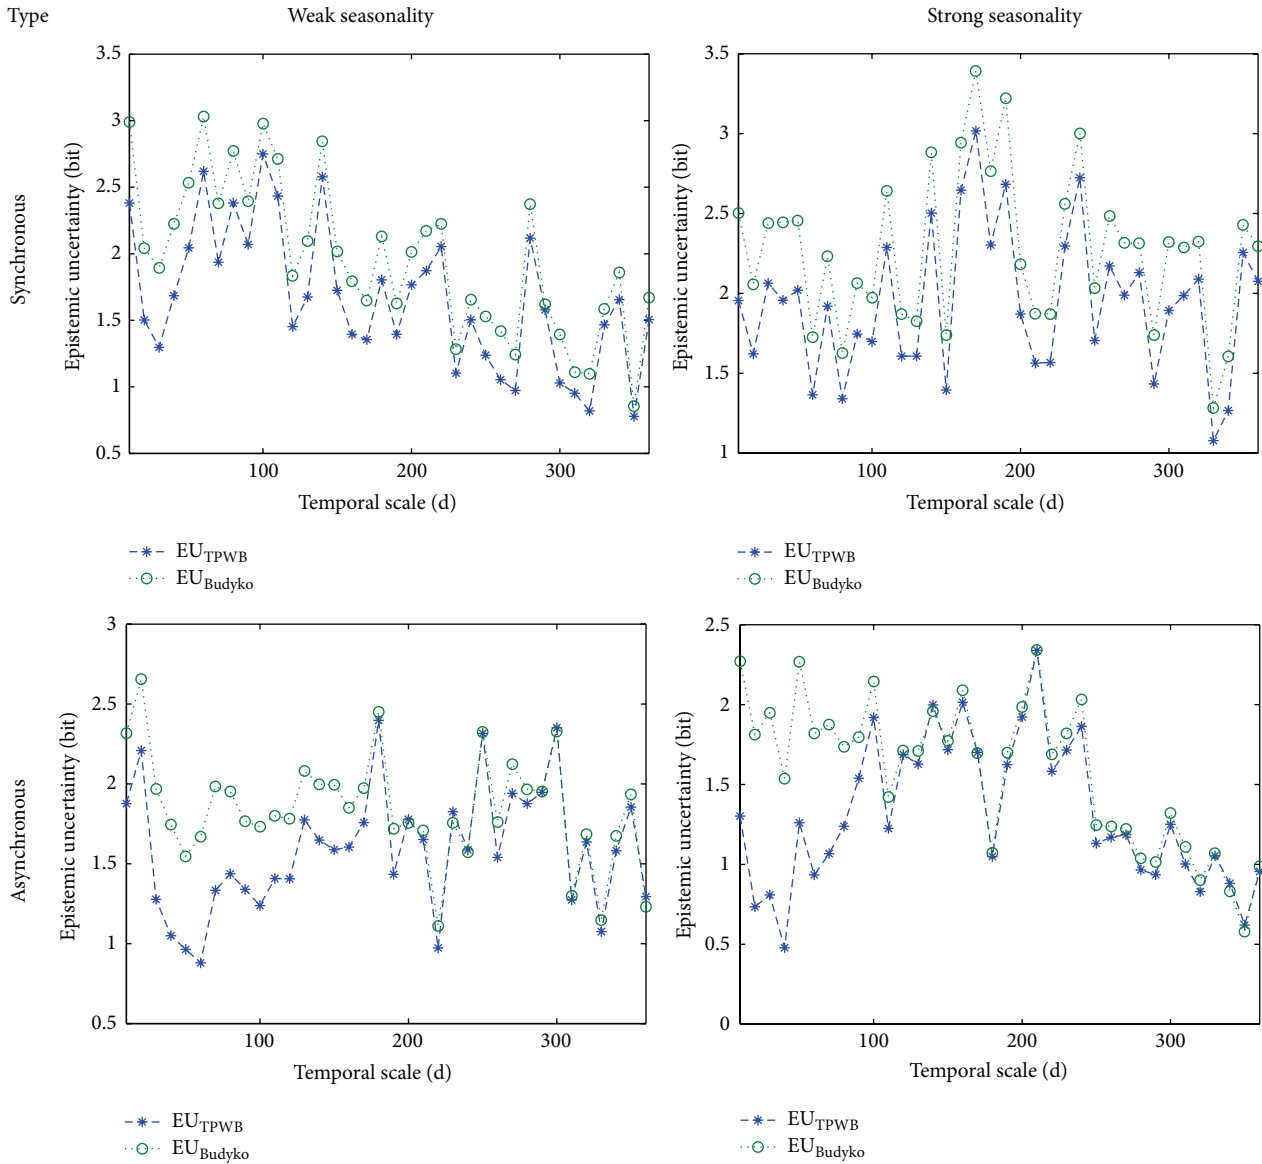 Type
Weak seasonality
Strong seasonality
Synchronous
Epistemic uncertainty (bit)
3.5
3
2.5
2
1.5
1
0.5
100
200
300
Temporal scale (d)
EU_TPWB
EU_Budyko
Epistemic uncertainty (bit)
3.5
3
2.5
2
1.5
1
100
200
300
Temporal scale (d)
EU_TPWB
EU_Budyko
Asynchronous
Epistemic uncertainty (bit)
3
2.5
2
1.5
1
0.5
100
200
300
Temporal scale (d)
EU_TPWB
EU_Budyko
Epistemic uncertainty (bit)
2.5
2
1.5
1
0.5
0
100
200
300
Temporal scale (d)
EU_TPWB
EU_Budyko